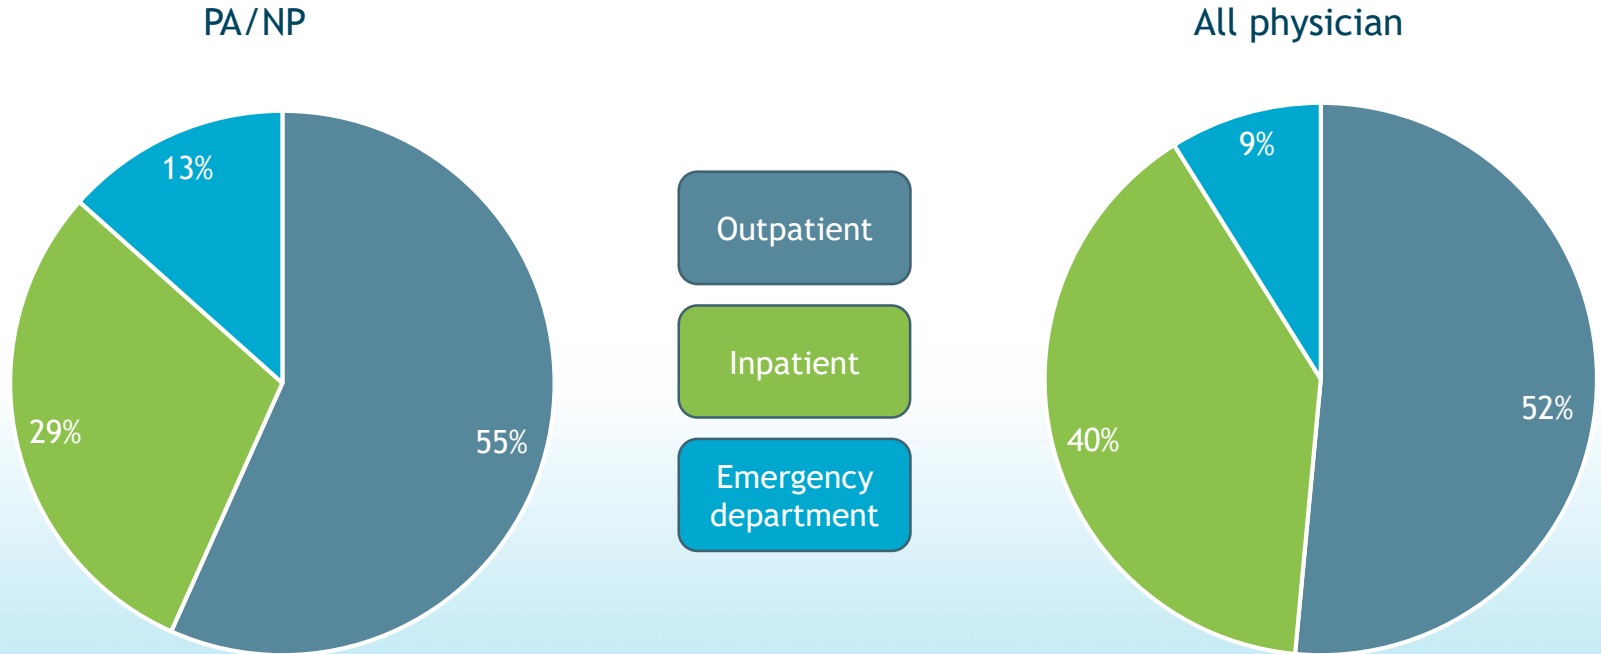 PA/NP
13%
29%
55%
Outpatient
Inpatient
Emergency
department
All physician
9%
40%
52%